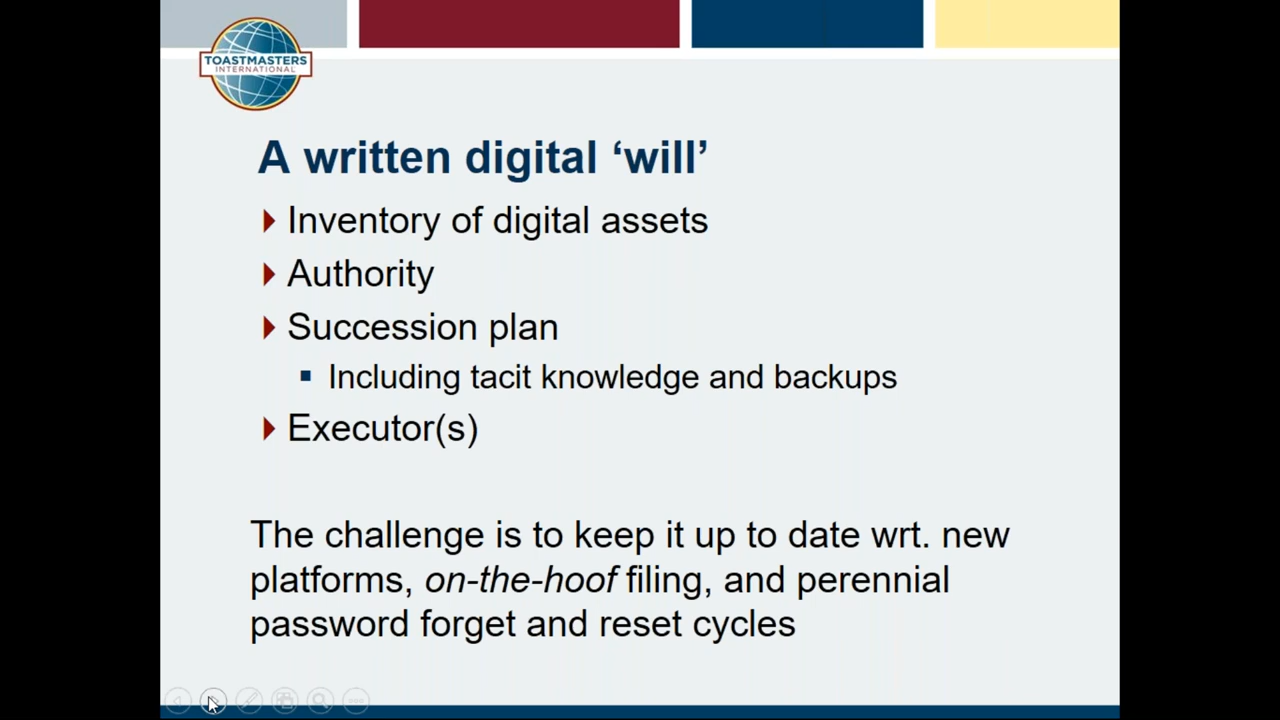 TOASTMASTERS
INTERNATIONAL
A written digital ‘will’
Inventory of digital assets
Authority
Succession plan
Including tacit knowledge and backups
Executor(s)
The challenge is to keep it up to date wrt. new
platforms, on-the-hoof filing, and perennial
password forget and reset cycles